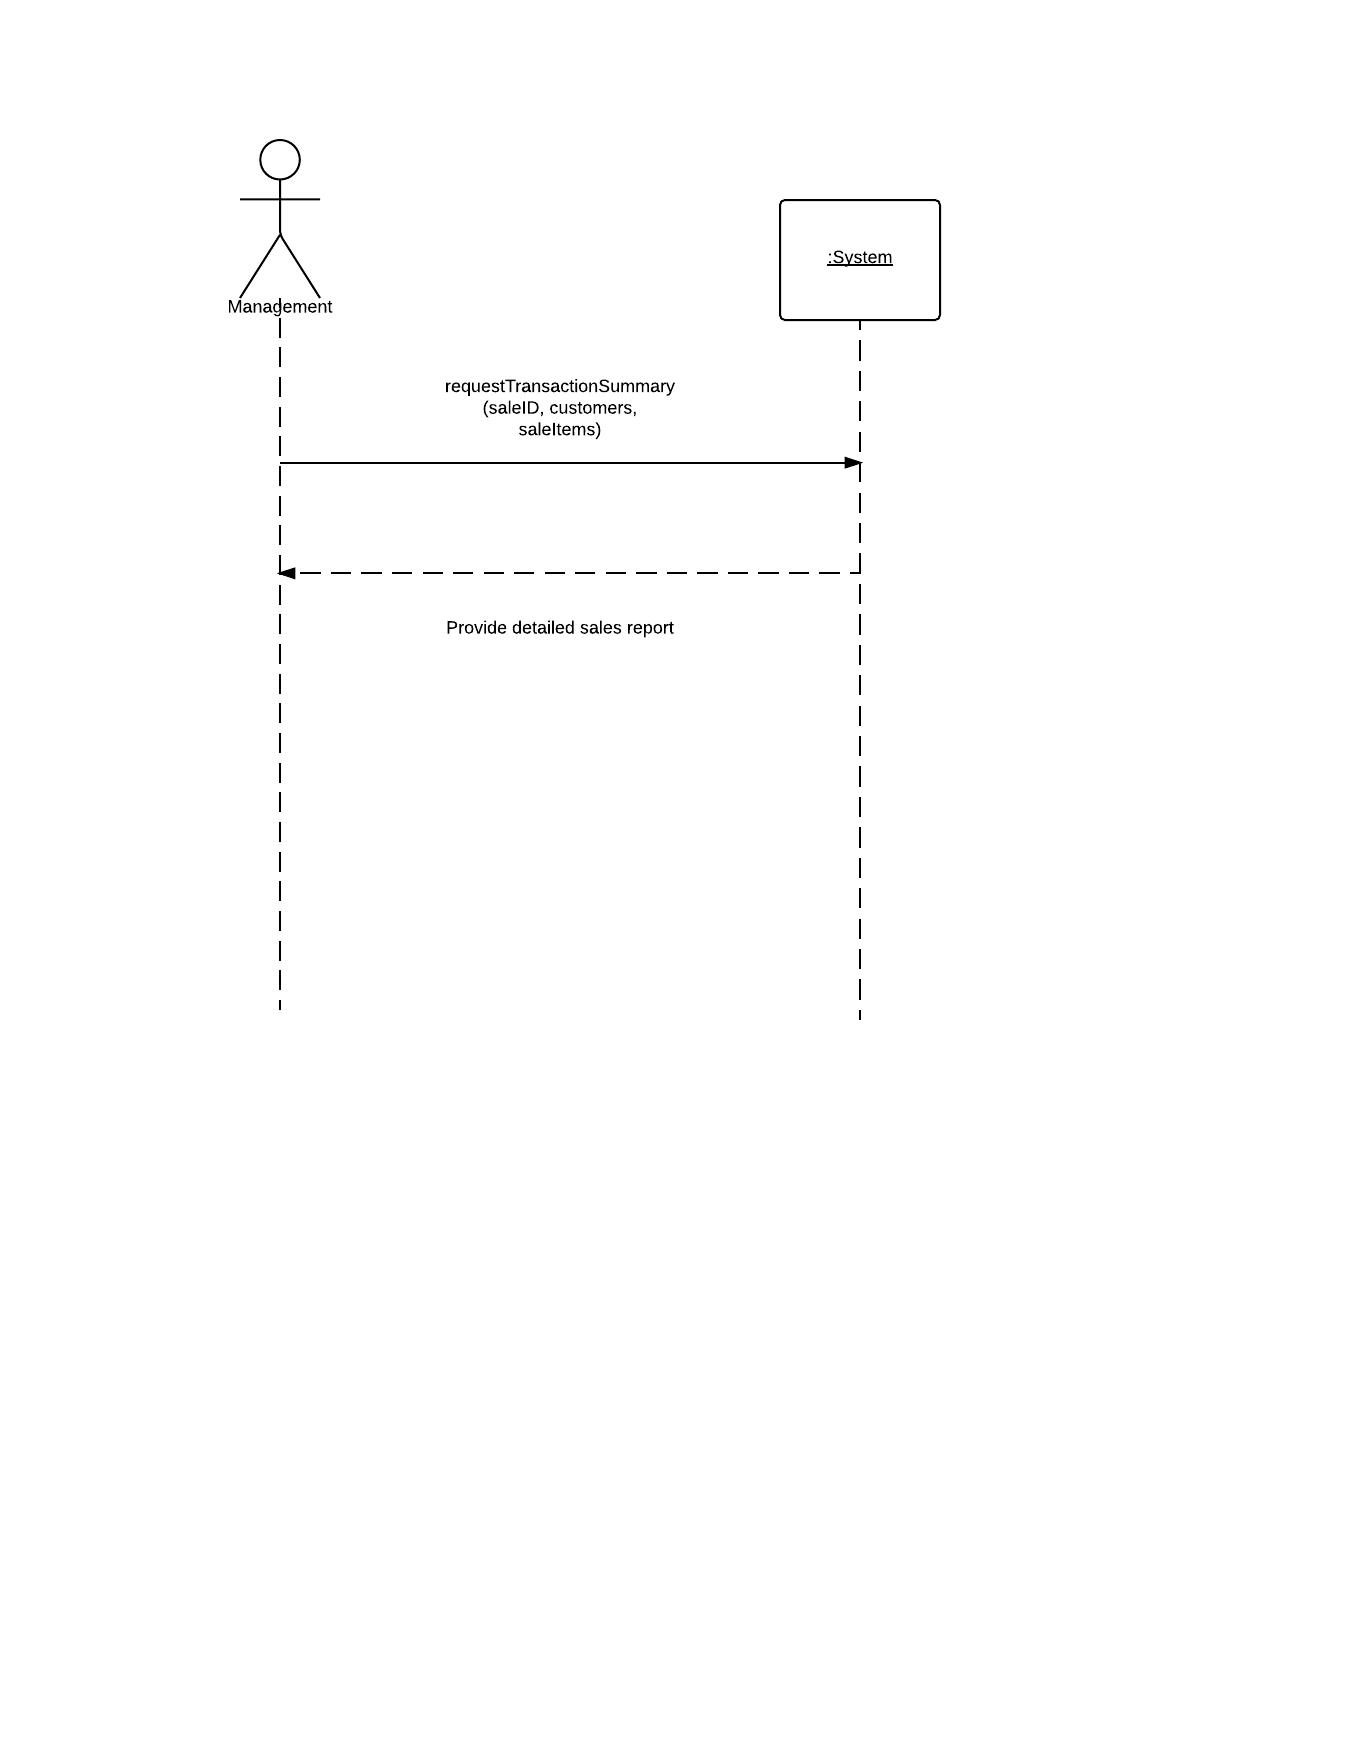 Management
:System
requestTransactionSummary
(saleID, customers,
saleItems)
Provide detailed sales report